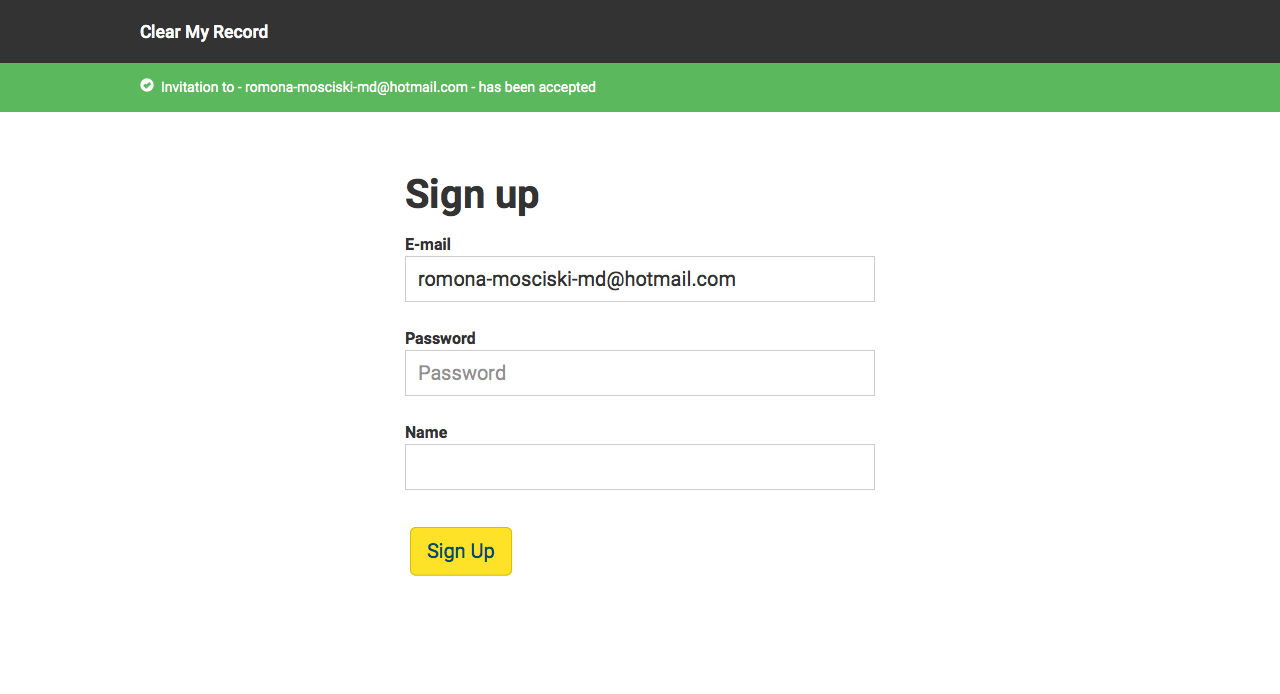 Clear My Record
Invitation to - romona-mosciski-md@hotmail.com - has been accepted
Sign up
E-mail
romona-mosciski-md@hotmail.com
Password
Password
Name
Sign Up